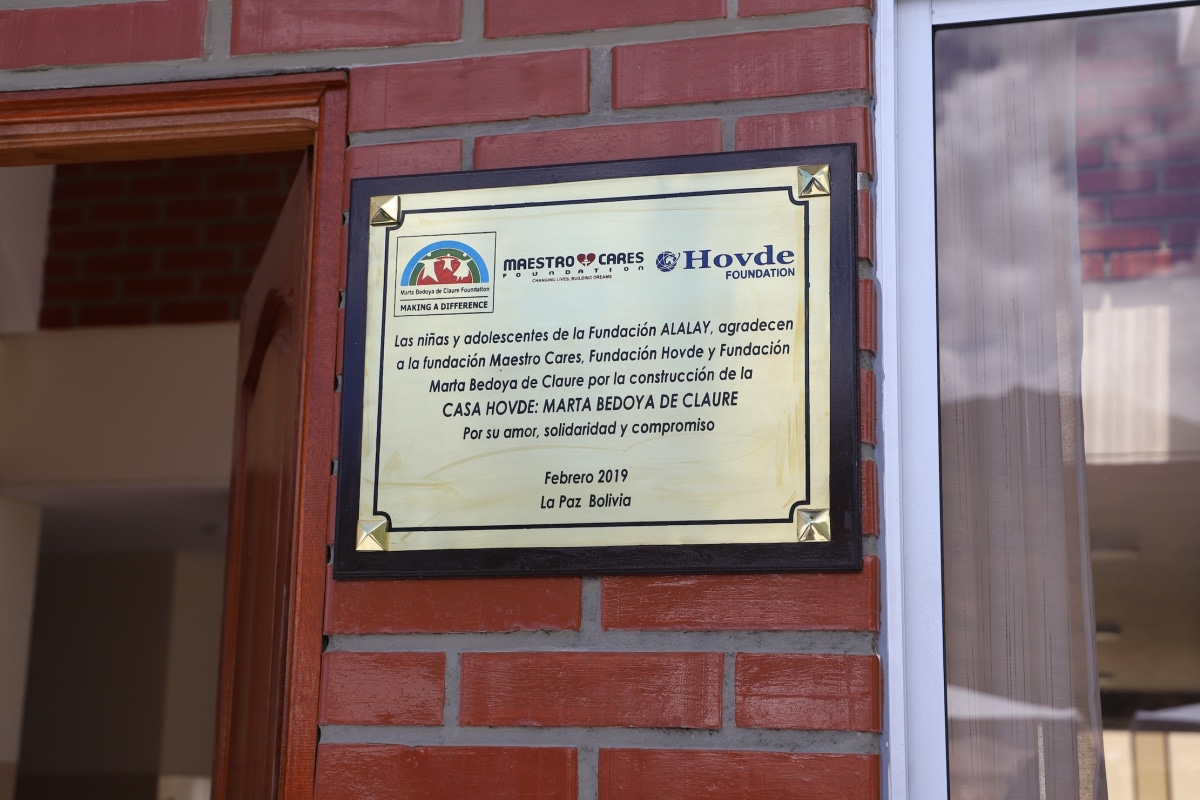 Marta Bedoya de Claure Foundation
MAKING A DIFFERENCE
MAESTRO CARES
FOUNDATION
CHANGING LIVES, BUILDING DREAMS
Hovde
FOUNDATION
Las niñas y adolescentes de la Fundación ALALAY, agradecen
a la fundación Maestro Cares, Fundación Hovde y Fundación
Marta Bedoya de Claure por la construcción de la
CASA HOVDE: MARTA BEDOYA DE CLAURE
Por su amor, solidaridad y compromiso
Febrero 2019
La Paz Bolivia